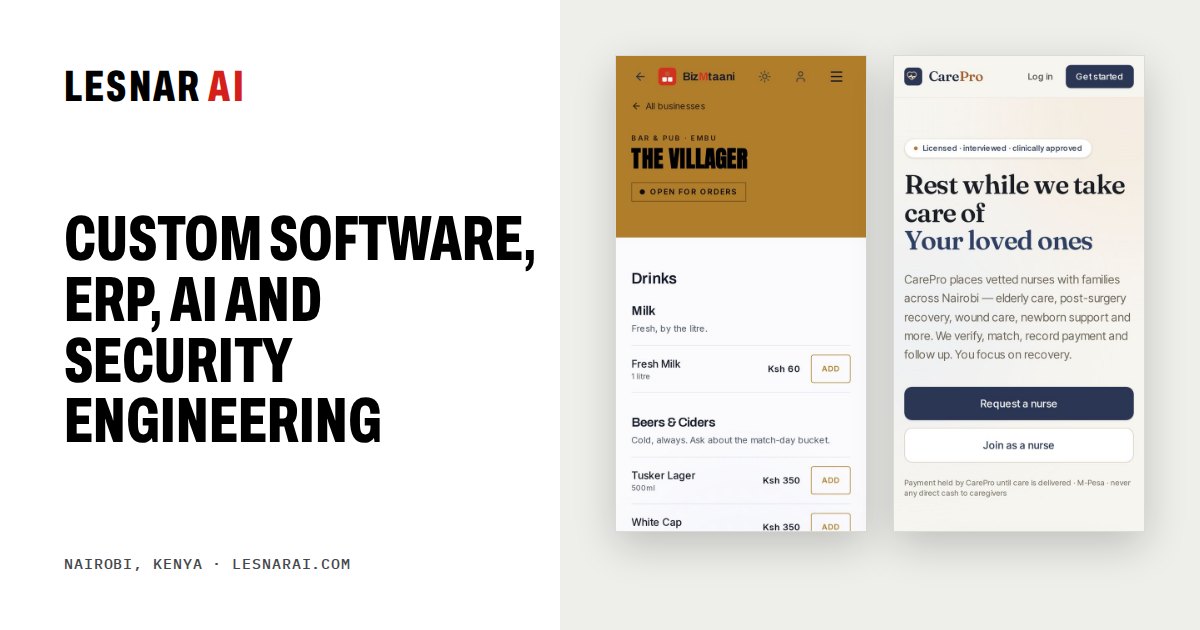 LESNAR AI
CUSTOM SOFTWARE,
ERP, AI AND
SECURITY
ENGINEERING
NAIROBI, KENYA · LESNARAI.COM
BizMtaani
All businesses
BAR & PUB · EMBU
THE VILLAGER
OPEN FOR ORDERS
Drinks
Milk
Fresh, by the litre.
Fresh Milk
Ksh 60
ADD
1 litre
Beers & Ciders
Cold, always. Ask about the match-day bucket.
Tusker Lager
Ksh 350
ADD
500ml
White Cap
Ksh 350
ADD
CarePro
Log in
Get started
Licensed · interviewed · clinically approved
Rest while we take
care of
Your loved ones
CarePro places vetted nurses with families
across Nairobi — elderly care, post-surgery
recovery, wound care, newborn support and
more. We verify, match, record payment and
follow up. You focus on recovery.
Request a nurse
Join as a nurse
Payment held by CarePro until care is delivered · M-Pesa · never
any direct cash to caregivers